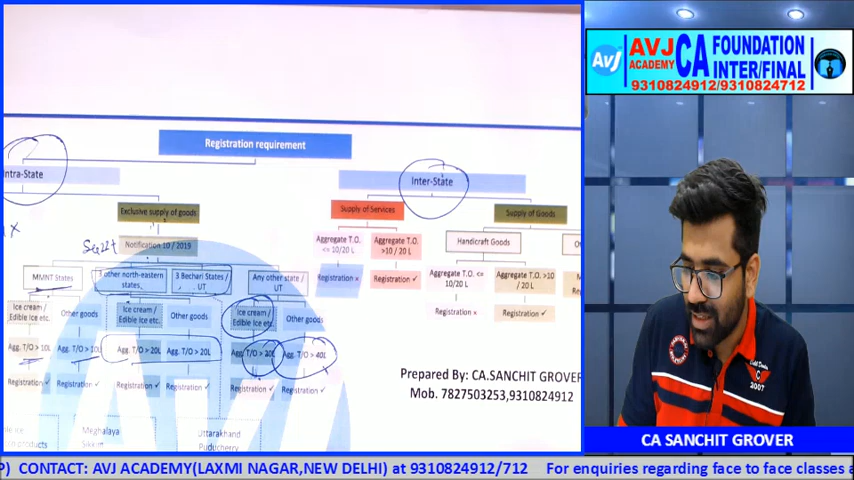 Registration requirement
ntra-State
Inter-State
Exclusive supply of goods
Supply of Services
Supply of Goods
Notification 10 / 2019
Aggregate T.O.
<= 10/20 L
Aggregate T.O.
>10 / 20 L
Handicraft Goods
MMNT States
other north-eastern
states
3 Bechari States /
UT
Any other state /
UT
Registration ×
Registration ✓
Aggregate T.O. <=
10/20 L
Aggregate T.O. >10
/ 20 L
Ice cream /
Edible Ice etc.
Other goods
Ice cream /
Edible Ice etc.
Other goods
Ice cream /
Edible Ice etc.
Other goods
Registration ×
Registration ✓
Agg. T/O > 10L
Agg. T/O > 10L
Agg. T/O > 20L
Agg. T/O > 20L
Agg. T/O > 20L
Agg. T/O > 40L
Registration ✓
Registration ✓
Registration ✓
Registration ✓
Registration ✓
Prepared By: CA.SANCHIT GROVER
Mob. 7827503253,9310824912
Meghalaya
Sikkim
Uttarakhand
Puducherry
AVJ
AVJ
ACADEMY
CA
FOUNDATION
INTER/FINAL
9310824912/9310824712
2007
CA SANCHIT GROVER
P) CONTACT: AVJ ACADEMY(LAXMI NAGAR,NEW DELHI) at 9310824912/712 For enquiries regarding face to face classes a